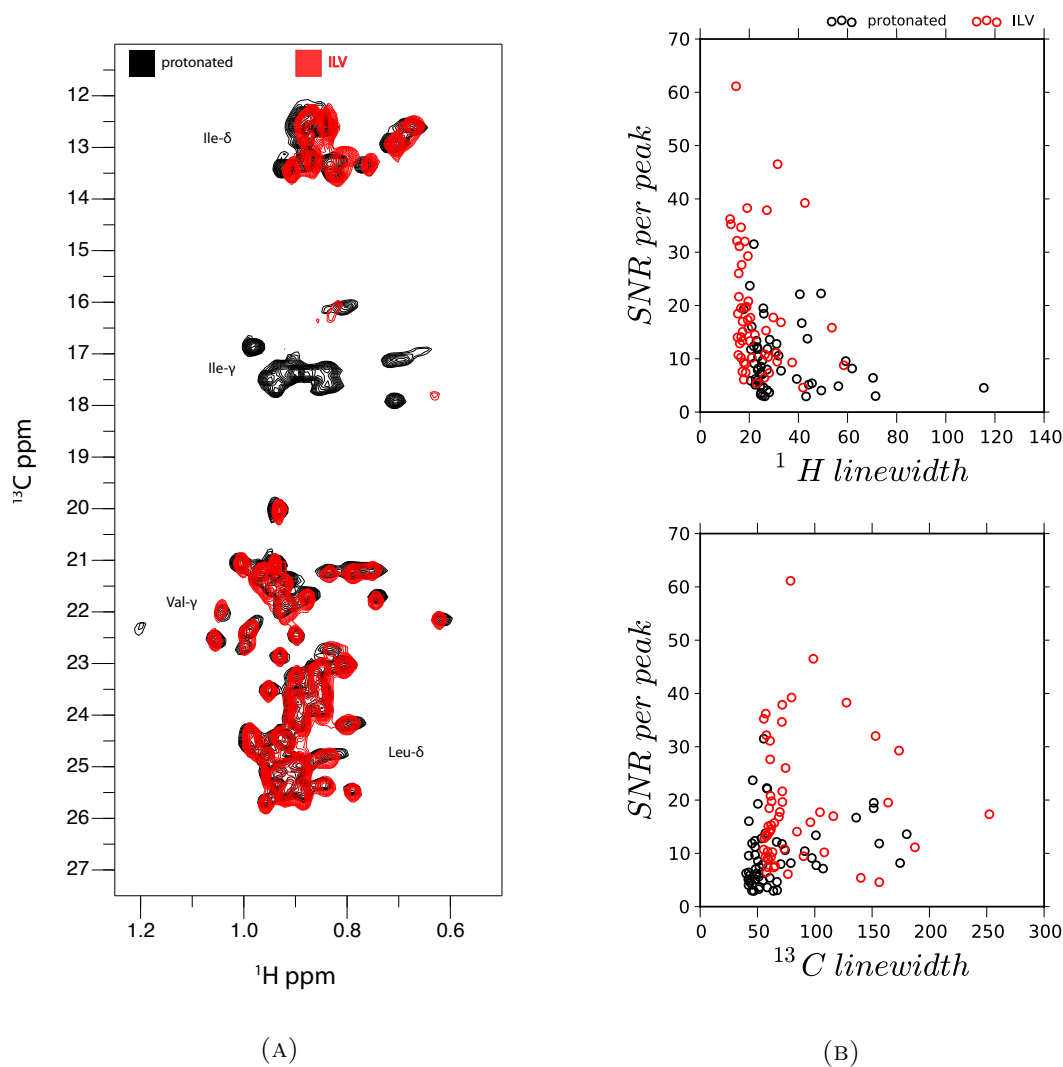 protonated ILV
Ile-δ
Ile-γ
Val-γ
Leu-δ
12
13
14
15
16
17
18
19
20
21
22
23
24
25
26
27
¹³C ppm
1.2 1.0 0.8 0.6
¹H ppm
(A)
protonated ILV
70
60
50
40
30
20
10
0
SNR per peak
0 20 40 60 80 100 120 140
¹ H linewidth
70
60
50
40
30
20
10
0
SNR per peak
0 50 100 150 200 250 300
¹³ C linewidth
(B)